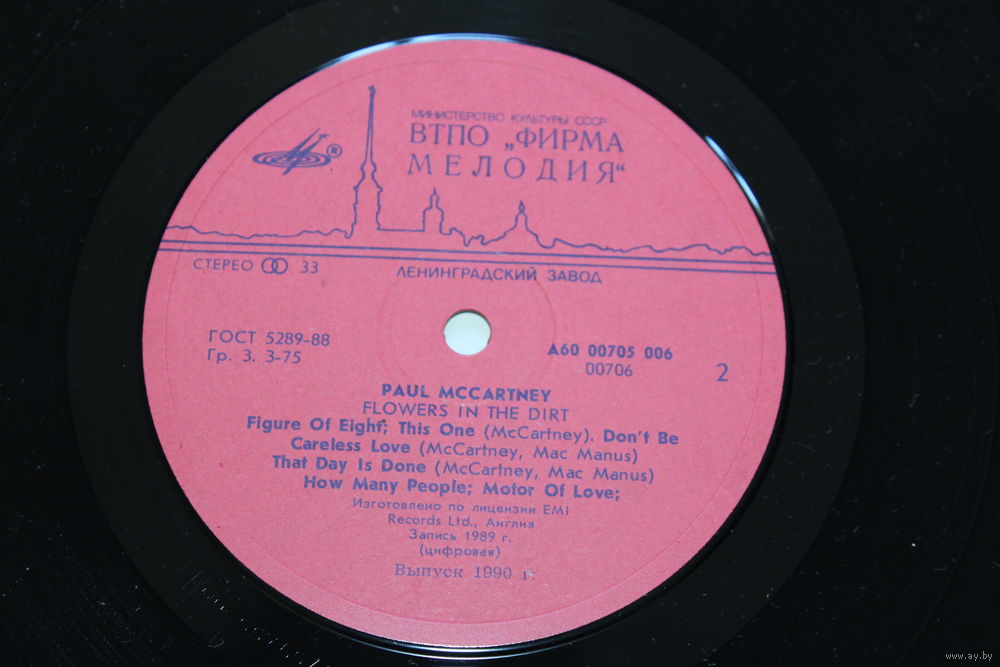 МИНИСТЕРСТВО КУЛЬТУРЫ СССР
ВТПО „ФИРМА
МЕЛОДИЯ“
®
СТЕРЕО 33
ЛЕНИНГРАДСКИЙ ЗАВОД
ГОСТ 5289-88
Гр. 3. 3-75
А60 00705 006
00706
2
PAUL MCCARTNEY
FLOWERS IN THE DIRT
Figure Of Eight; This One (McCartney). Don't Be
Careless Love (McCartney, Mac Manus)
That Day Is Done (McCartney, Mac Manus)
How Many People; Motor Of Love;
Изготовлено по лицензии EMI
Records Ltd., Англия
Запись 1989 г.
(цифровая)
Выпуск 1990 г.
www.ay.by